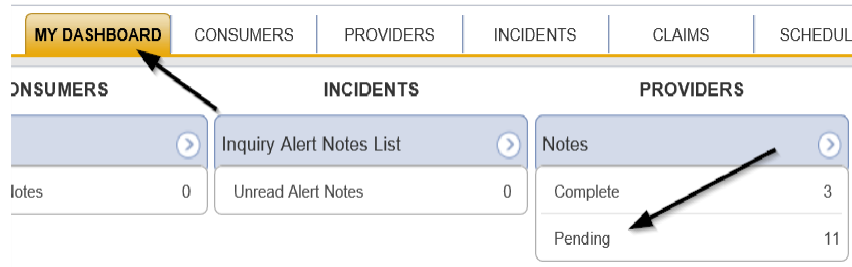 MY DASHBOARD CONSUMERS PROVIDERS INCIDENTS CLAIMS SCHEDUL
ONSUMERS INCIDENTS PROVIDERS
Inquiry Alert Notes List Notes
lotes 0 Unread Alert Notes 0 Complete 3
Pending 11